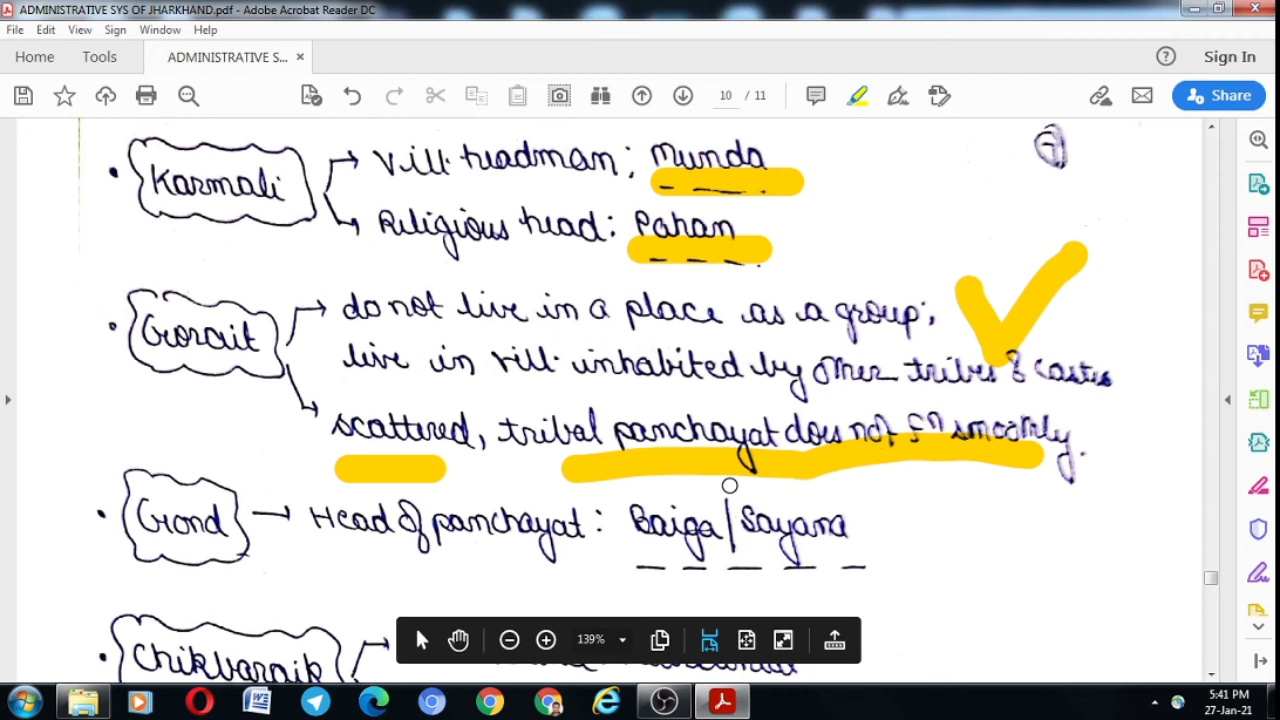 ADMINISTRATIVE SYS OF JHARKHAND.pdf - Adobe Acrobat Reader DC
File Edit View Sign Window Help
Home Tools ADMINISTRATIVE S... × Sign In
10 / 11 Share
Karmali → Vill. headman; Munda
→ Religious head: Pahan
7
Gorait → do not live in a place as a group;
live in vill. inhabited by other tribes & castes
→ scattered, tribal panchayat does not fn smoothly.
Gond → Head of panchayat: Baiga/Sayana
Chikbaraik
139%
5:41 PM
27-Jan-21